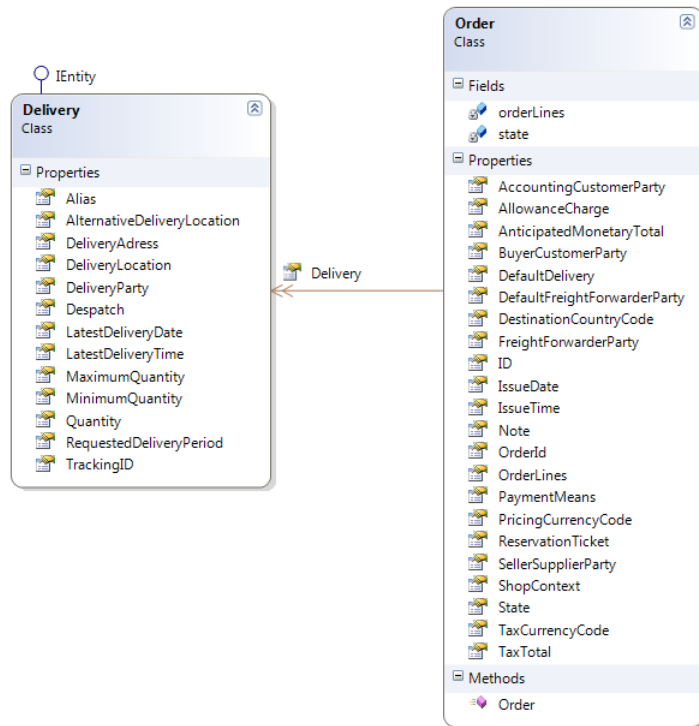 IEntity
Delivery
Class
Properties
Alias
AlternativeDeliveryLocation
DeliveryAdress
DeliveryLocation
DeliveryParty
Despatch
LatestDeliveryDate
LatestDeliveryTime
MaximumQuantity
MinimumQuantity
Quantity
RequestedDeliveryPeriod
TrackingID
Delivery
Order
Class
Fields
orderLines
state
Properties
AccountingCustomerParty
AllowanceCharge
AnticipatedMonetaryTotal
BuyerCustomerParty
DefaultDelivery
DefaultFreightForwarderParty
DestinationCountryCode
FreightForwarderParty
ID
IssueDate
IssueTime
Note
OrderId
OrderLines
PaymentMeans
PricingCurrencyCode
ReservationTicket
SellerSupplierParty
ShopContext
State
TaxCurrencyCode
TaxTotal
Methods
Order